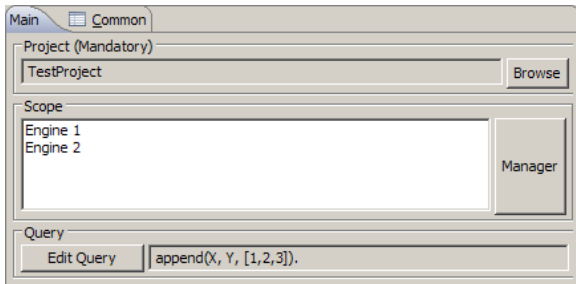 Main Common
Project (Mandatory)
TestProject Browse
Scope
Engine 1
Engine 2
Manager
Query
Edit Query append(X, Y, [1,2,3]).